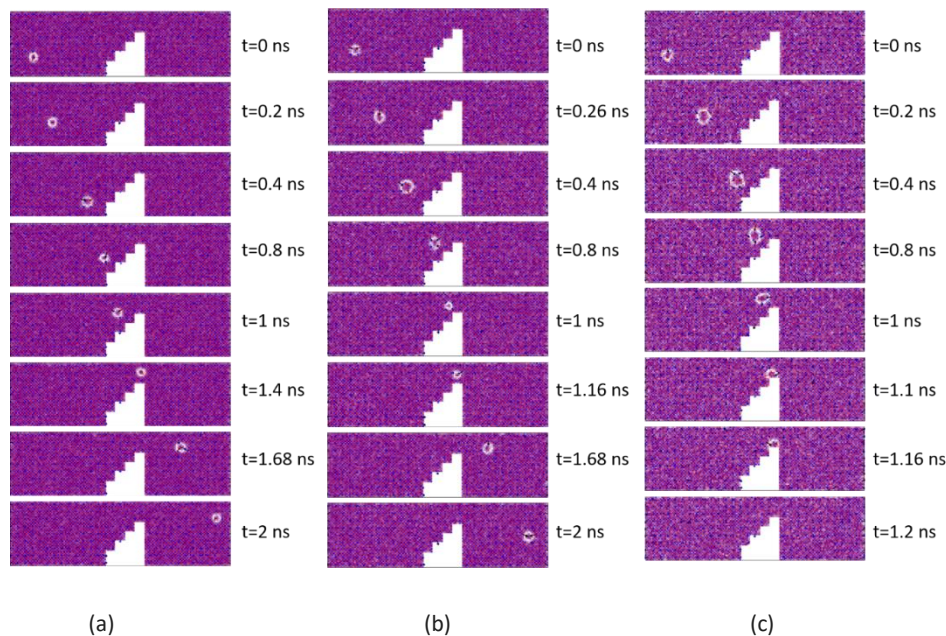 t=0 ns
t=0.2 ns
t=0.4 ns
t=0.8 ns
t=1 ns
t=1.4 ns
t=1.68 ns
t=2 ns
(a)
t=0 ns
t=0.26 ns
t=0.4 ns
t=0.8 ns
t=1 ns
t=1.16 ns
t=1.68 ns
t=2 ns
(b)
t=0 ns
t=0.2 ns
t=0.4 ns
t=0.8 ns
t=1 ns
t=1.1 ns
t=1.16 ns
t=1.2 ns
(c)